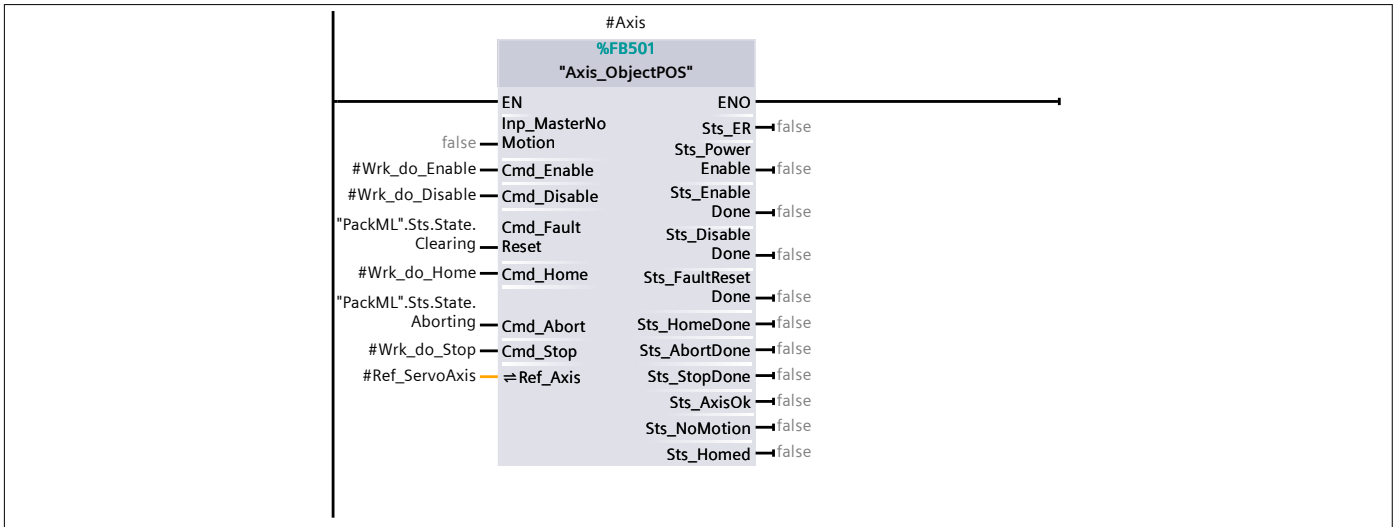 #Axis
%FB501
"Axis_ObjectPOS"
EN ENO
Inp_MasterNo
false Motion
Sts_ER false
Sts_Power
Enable false
#Wrk_do_Enable Cmd_Enable
#Wrk_do_Disable Cmd_Disable
Sts_Enable
Done false
"PackML".Sts.State.
Clearing
Cmd_Fault
Reset
Sts_Disable
Done false
#Wrk_do_Home Cmd_Home
Sts_FaultReset
Done false
"PackML".Sts.State.
Aborting Cmd_Abort
Sts_HomeDone false
#Wrk_do_Stop Cmd_Stop
Sts_AbortDone false
#Ref_ServoAxis ⇌Ref_Axis
Sts_StopDone false
Sts_AxisOk false
Sts_NoMotion false
Sts_Homed false